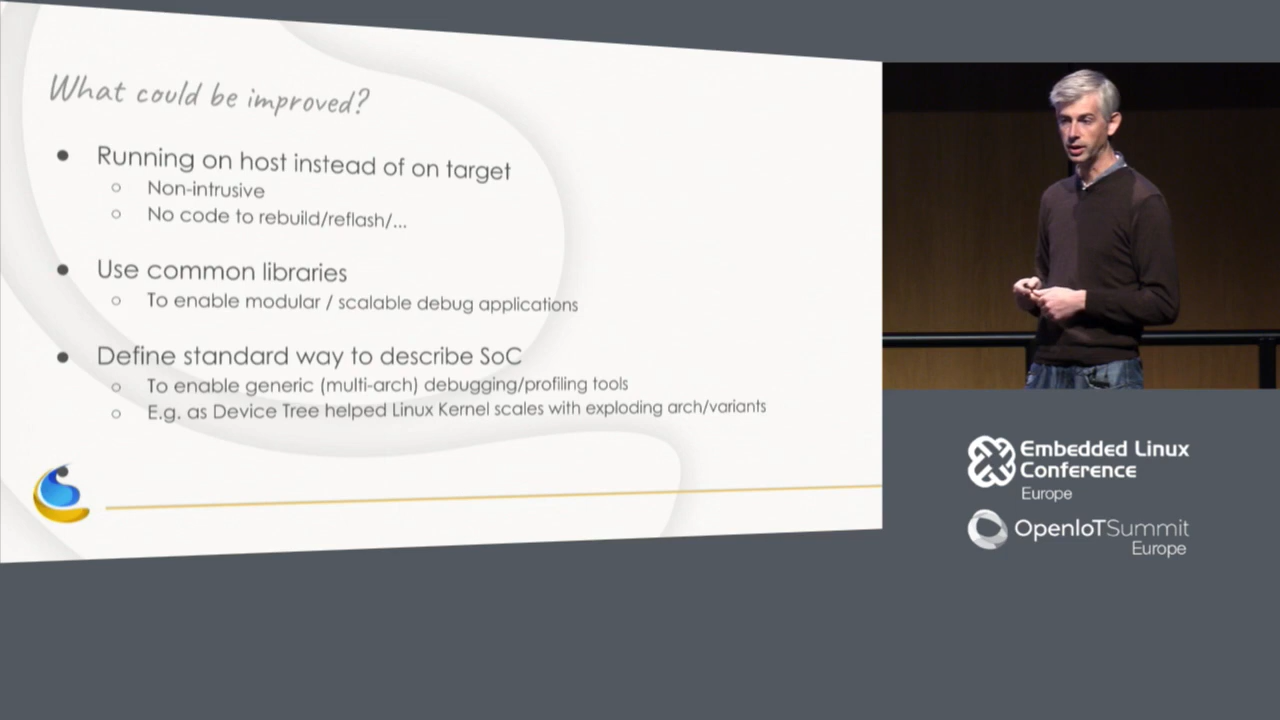 What could be improved?
● Running on host instead of on target
○ Non-intrusive
○ No code to rebuild/reflash/...
● Use common libraries
○ To enable modular / scalable debug applications
● Define standard way to describe SoC
○ To enable generic (multi-arch) debugging/profiling tools
○ E.g. as Device Tree helped Linux Kernel scales with exploding arch/variants
Embedded Linux
Conference
Europe
OpenIoTSummit
Europe